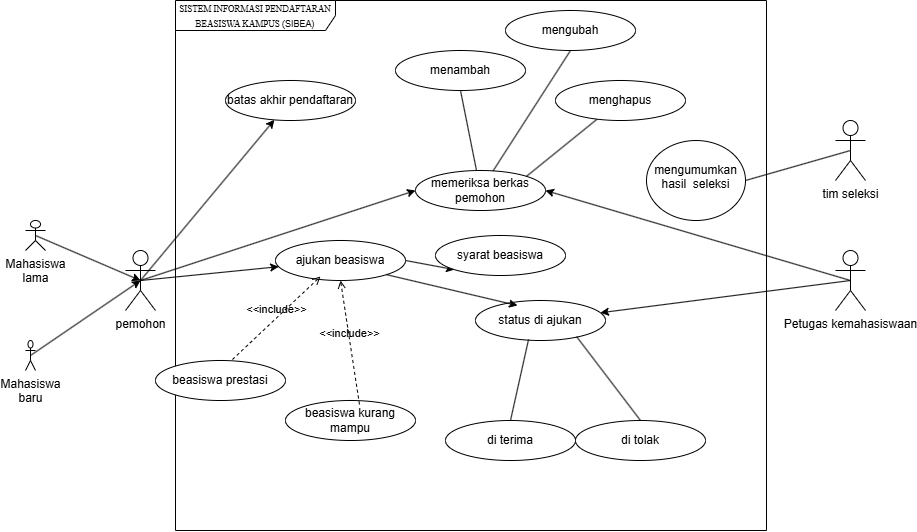 SISTEM INFORMASI PENDAFTARAN
BEASISWA KAMPUS (SIBEA)
mengubah
menambah
batas akhir pendaftaran
menghapus
mengumumkan
hasil seleksi
tim seleksi
memeriksa berkas
pemohon
Mahasiswa
lama
ajukan beasiswa
syarat beasiswa
pemohon
<<include>>
<<include>>
status di ajukan
Petugas kemahasiswaan
Mahasiswa
baru
beasiswa prestasi
beasiswa kurang
mampu
di terima
di tolak